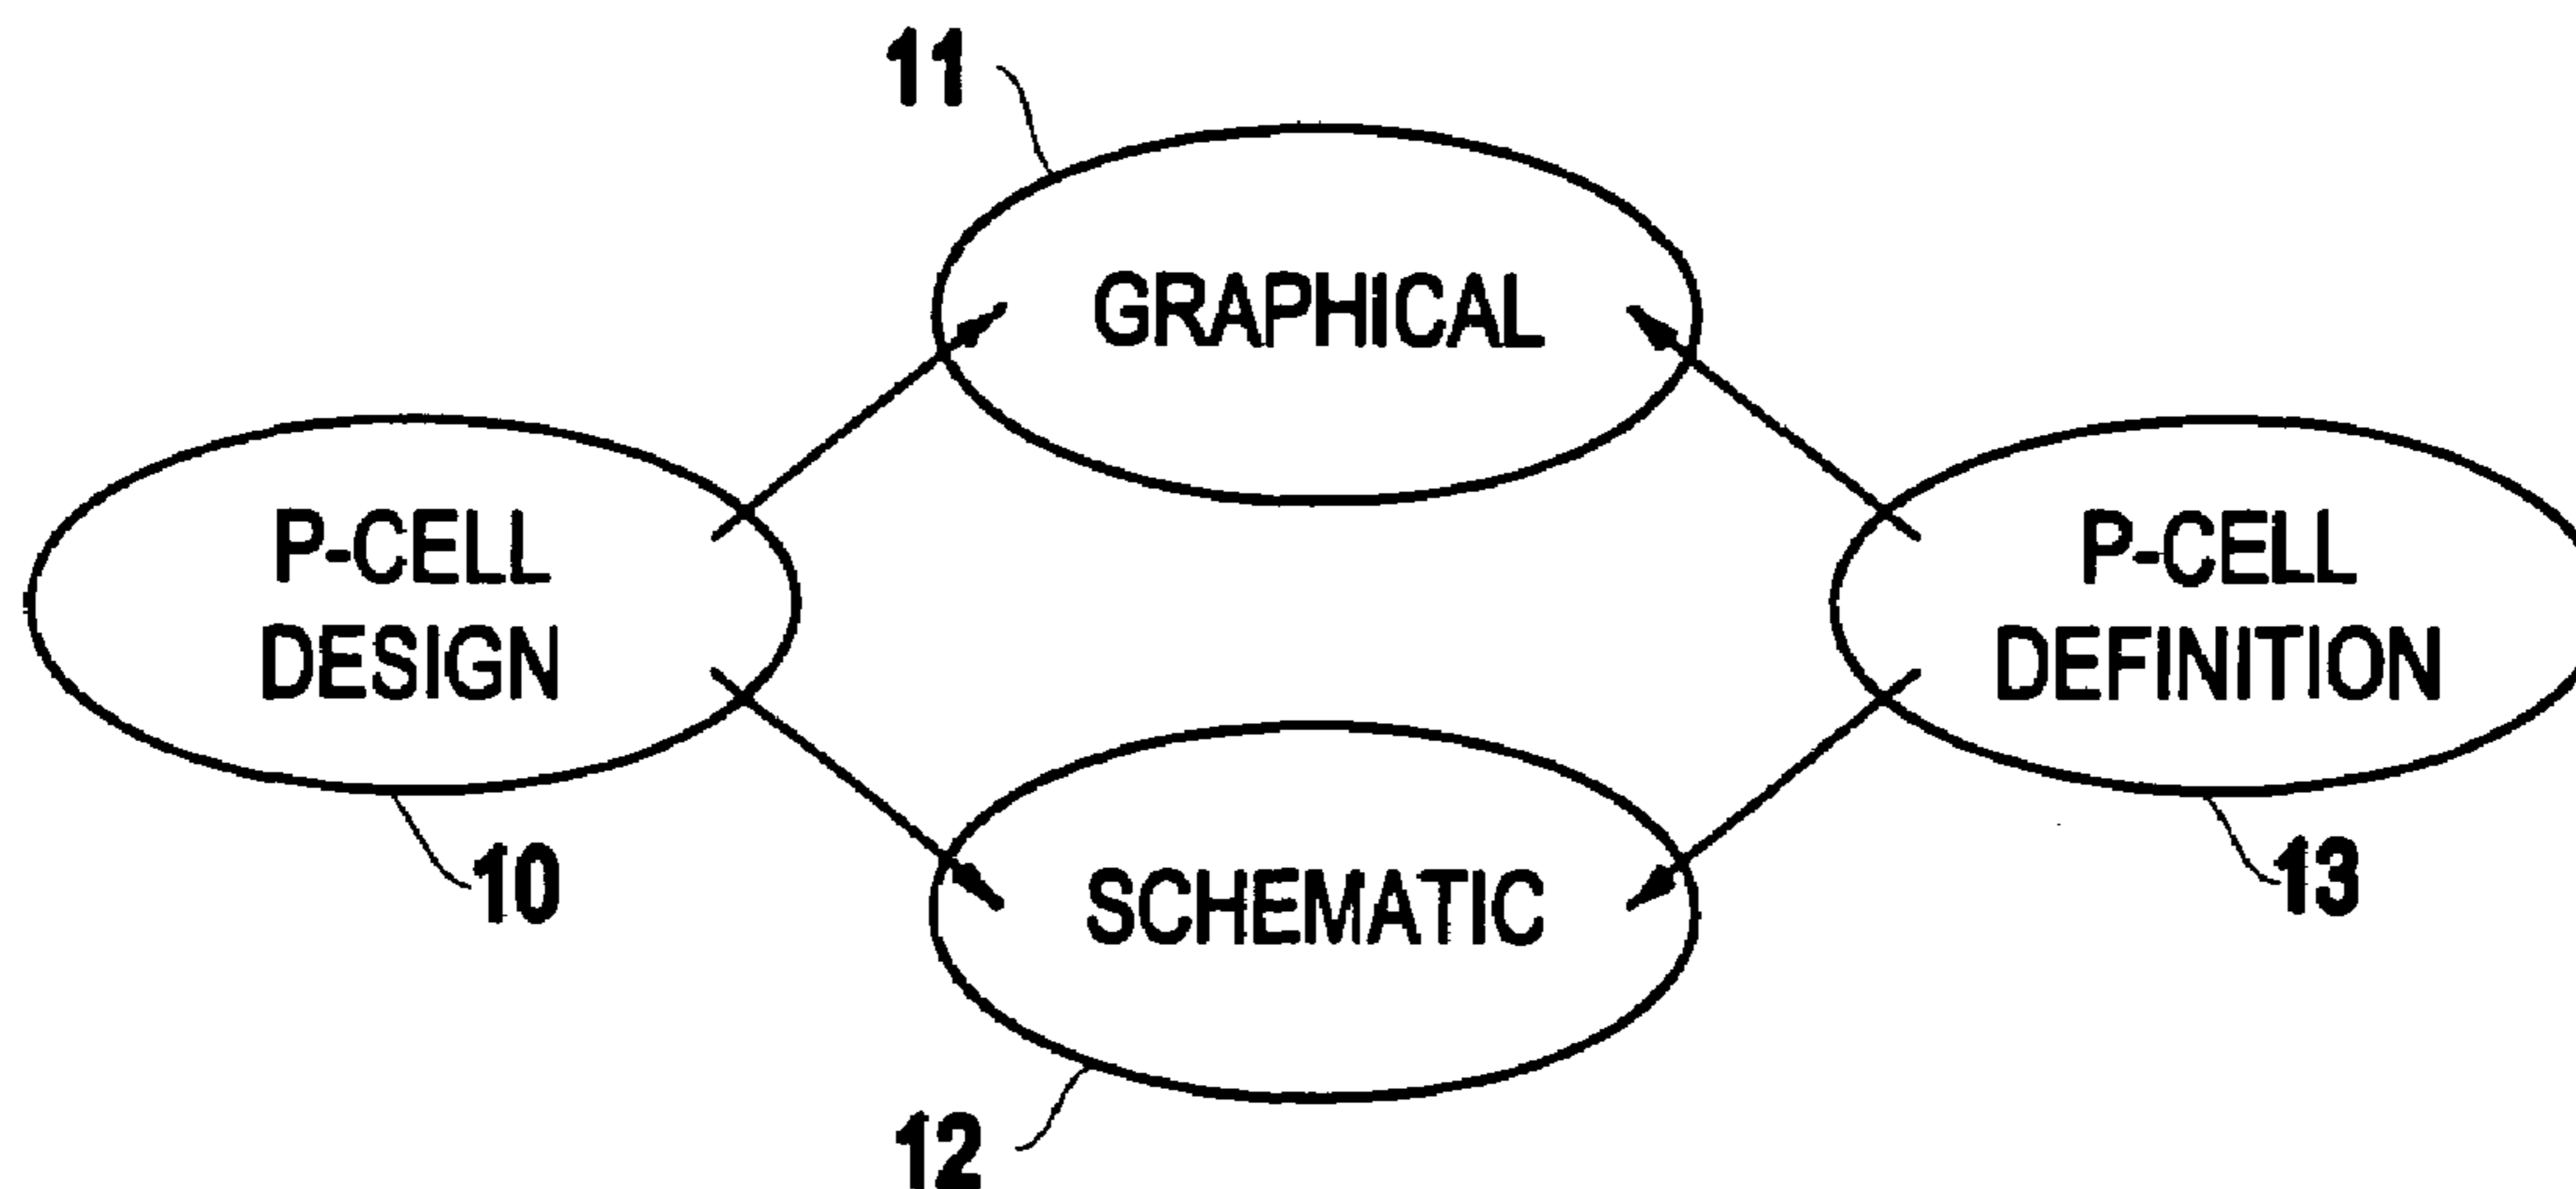 11
GRAPHICAL
P-CELL
DESIGN
P-CELL
DEFINITION
10
SCHEMATIC
13
12